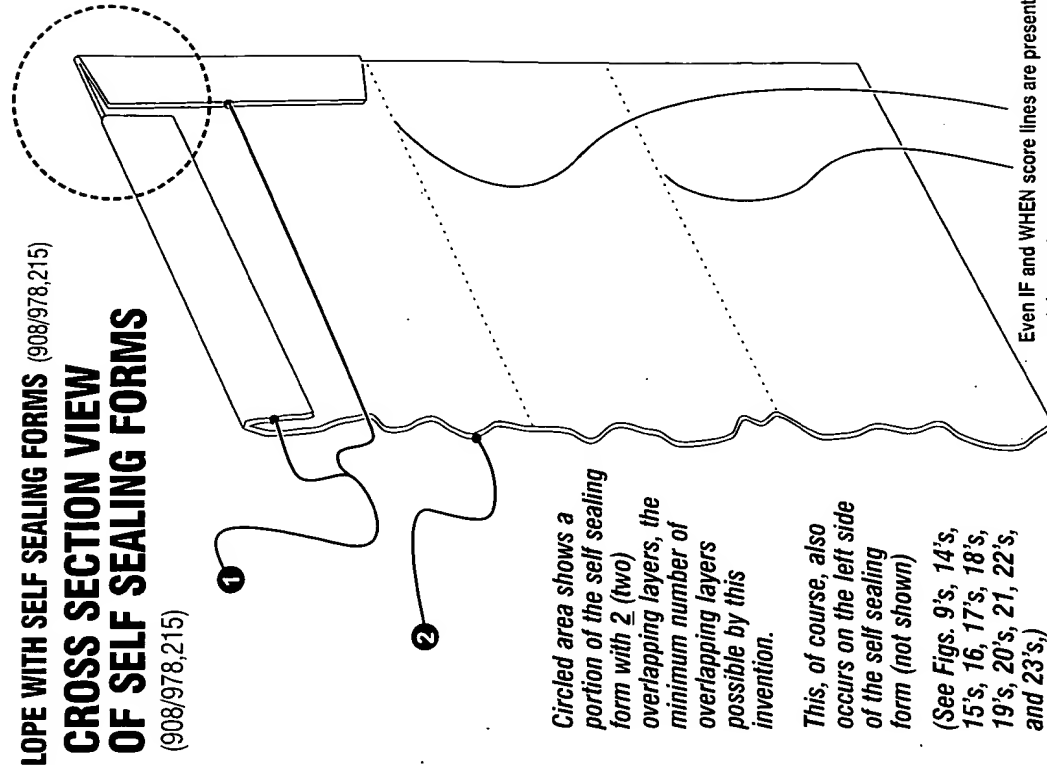 LOPE WITH SELF SEALING FORMS (908/978,215)
CROSS SECTION VIEW
OF SELF SEALING FORMS
(908/978,215)
1
2
Circled area shows a
portion of the self sealing
form with 2 (two)
overlapping layers, the
minimum number of
overlapping layers
possible by this
invention.
This, of course, also
occurs on the left side
of the self sealing
form (not shown)
(See Figs. 9's, 14's,
15's, 16, 17's, 18's,
19's, 20's, 21, 22's,
and 23's,)
Even IF and WHEN score lines are present